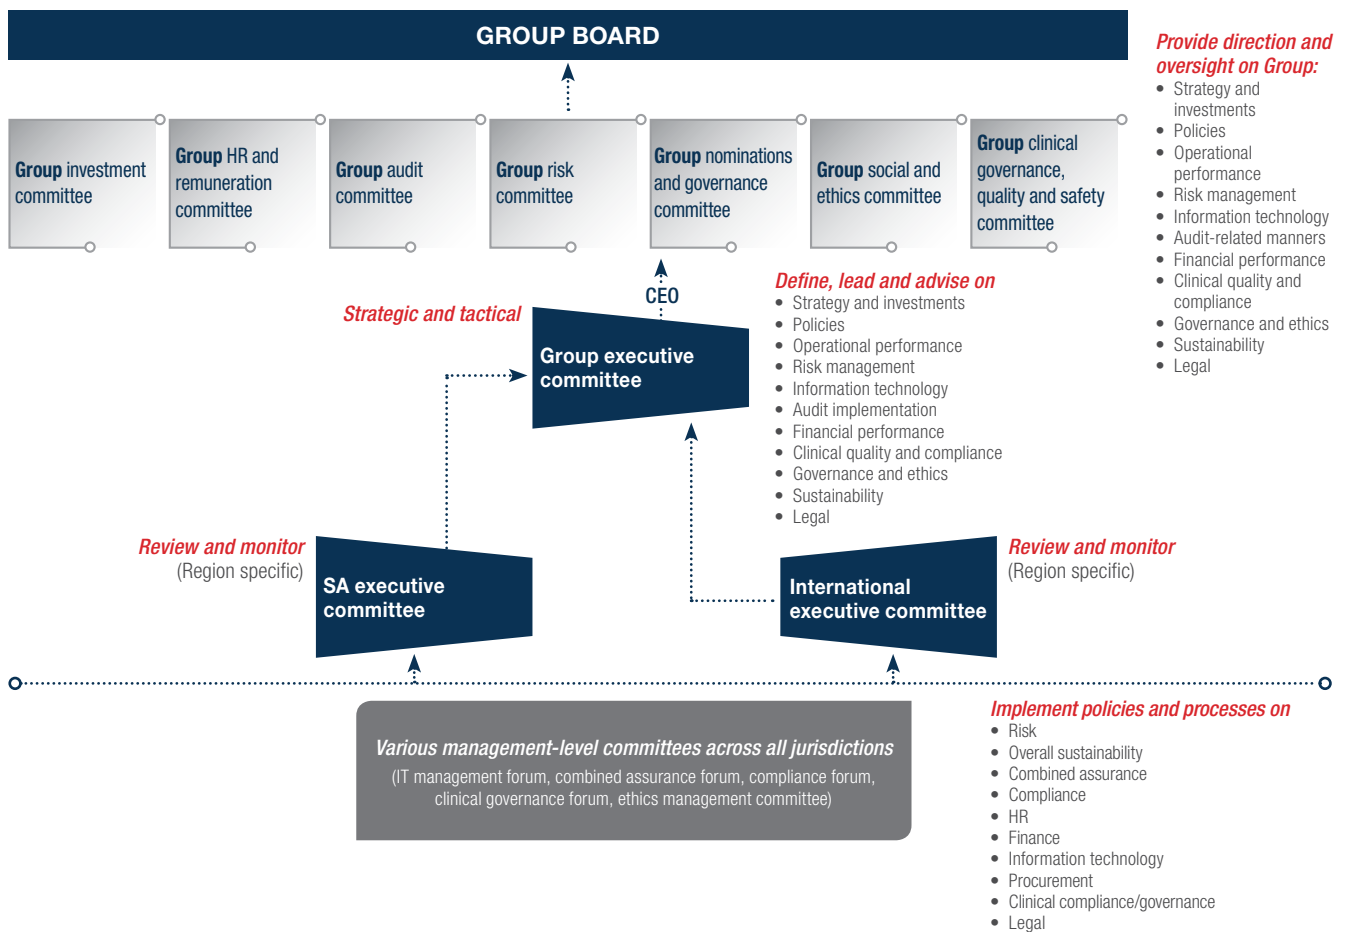 GROUP BOARD
Provide direction and
oversight on Group:
• Strategy and
investments
• Policies
• Operational
performance
• Risk management
• Information technology
• Audit-related manners
• Financial performance
• Clinical quality and
compliance
• Governance and ethics
• Sustainability
• Legal
Group investment
committee
Group HR and
remuneration
committee
Group audit
committee
Group risk
committee
Group nominations
and governance
committee
Group social and
ethics committee
Group clinical
governance,
quality and safety
committee
CEO
Strategic and tactical
Group executive
committee
Define, lead and advise on
• Strategy and investments
• Policies
• Operational performance
• Risk management
• Information technology
• Audit implementation
• Financial performance
• Clinical quality and compliance
• Governance and ethics
• Sustainability
• Legal
Review and monitor
(Region specific)
SA executive
committee
International
executive committee
Review and monitor
(Region specific)
Various management-level committees across all jurisdictions
(IT management forum, combined assurance forum, compliance forum,
clinical governance forum, ethics management committee)
Implement policies and processes on
• Risk
• Overall sustainability
• Combined assurance
• Compliance
• HR
• Finance
• Information technology
• Procurement
• Clinical compliance/governance
• Legal